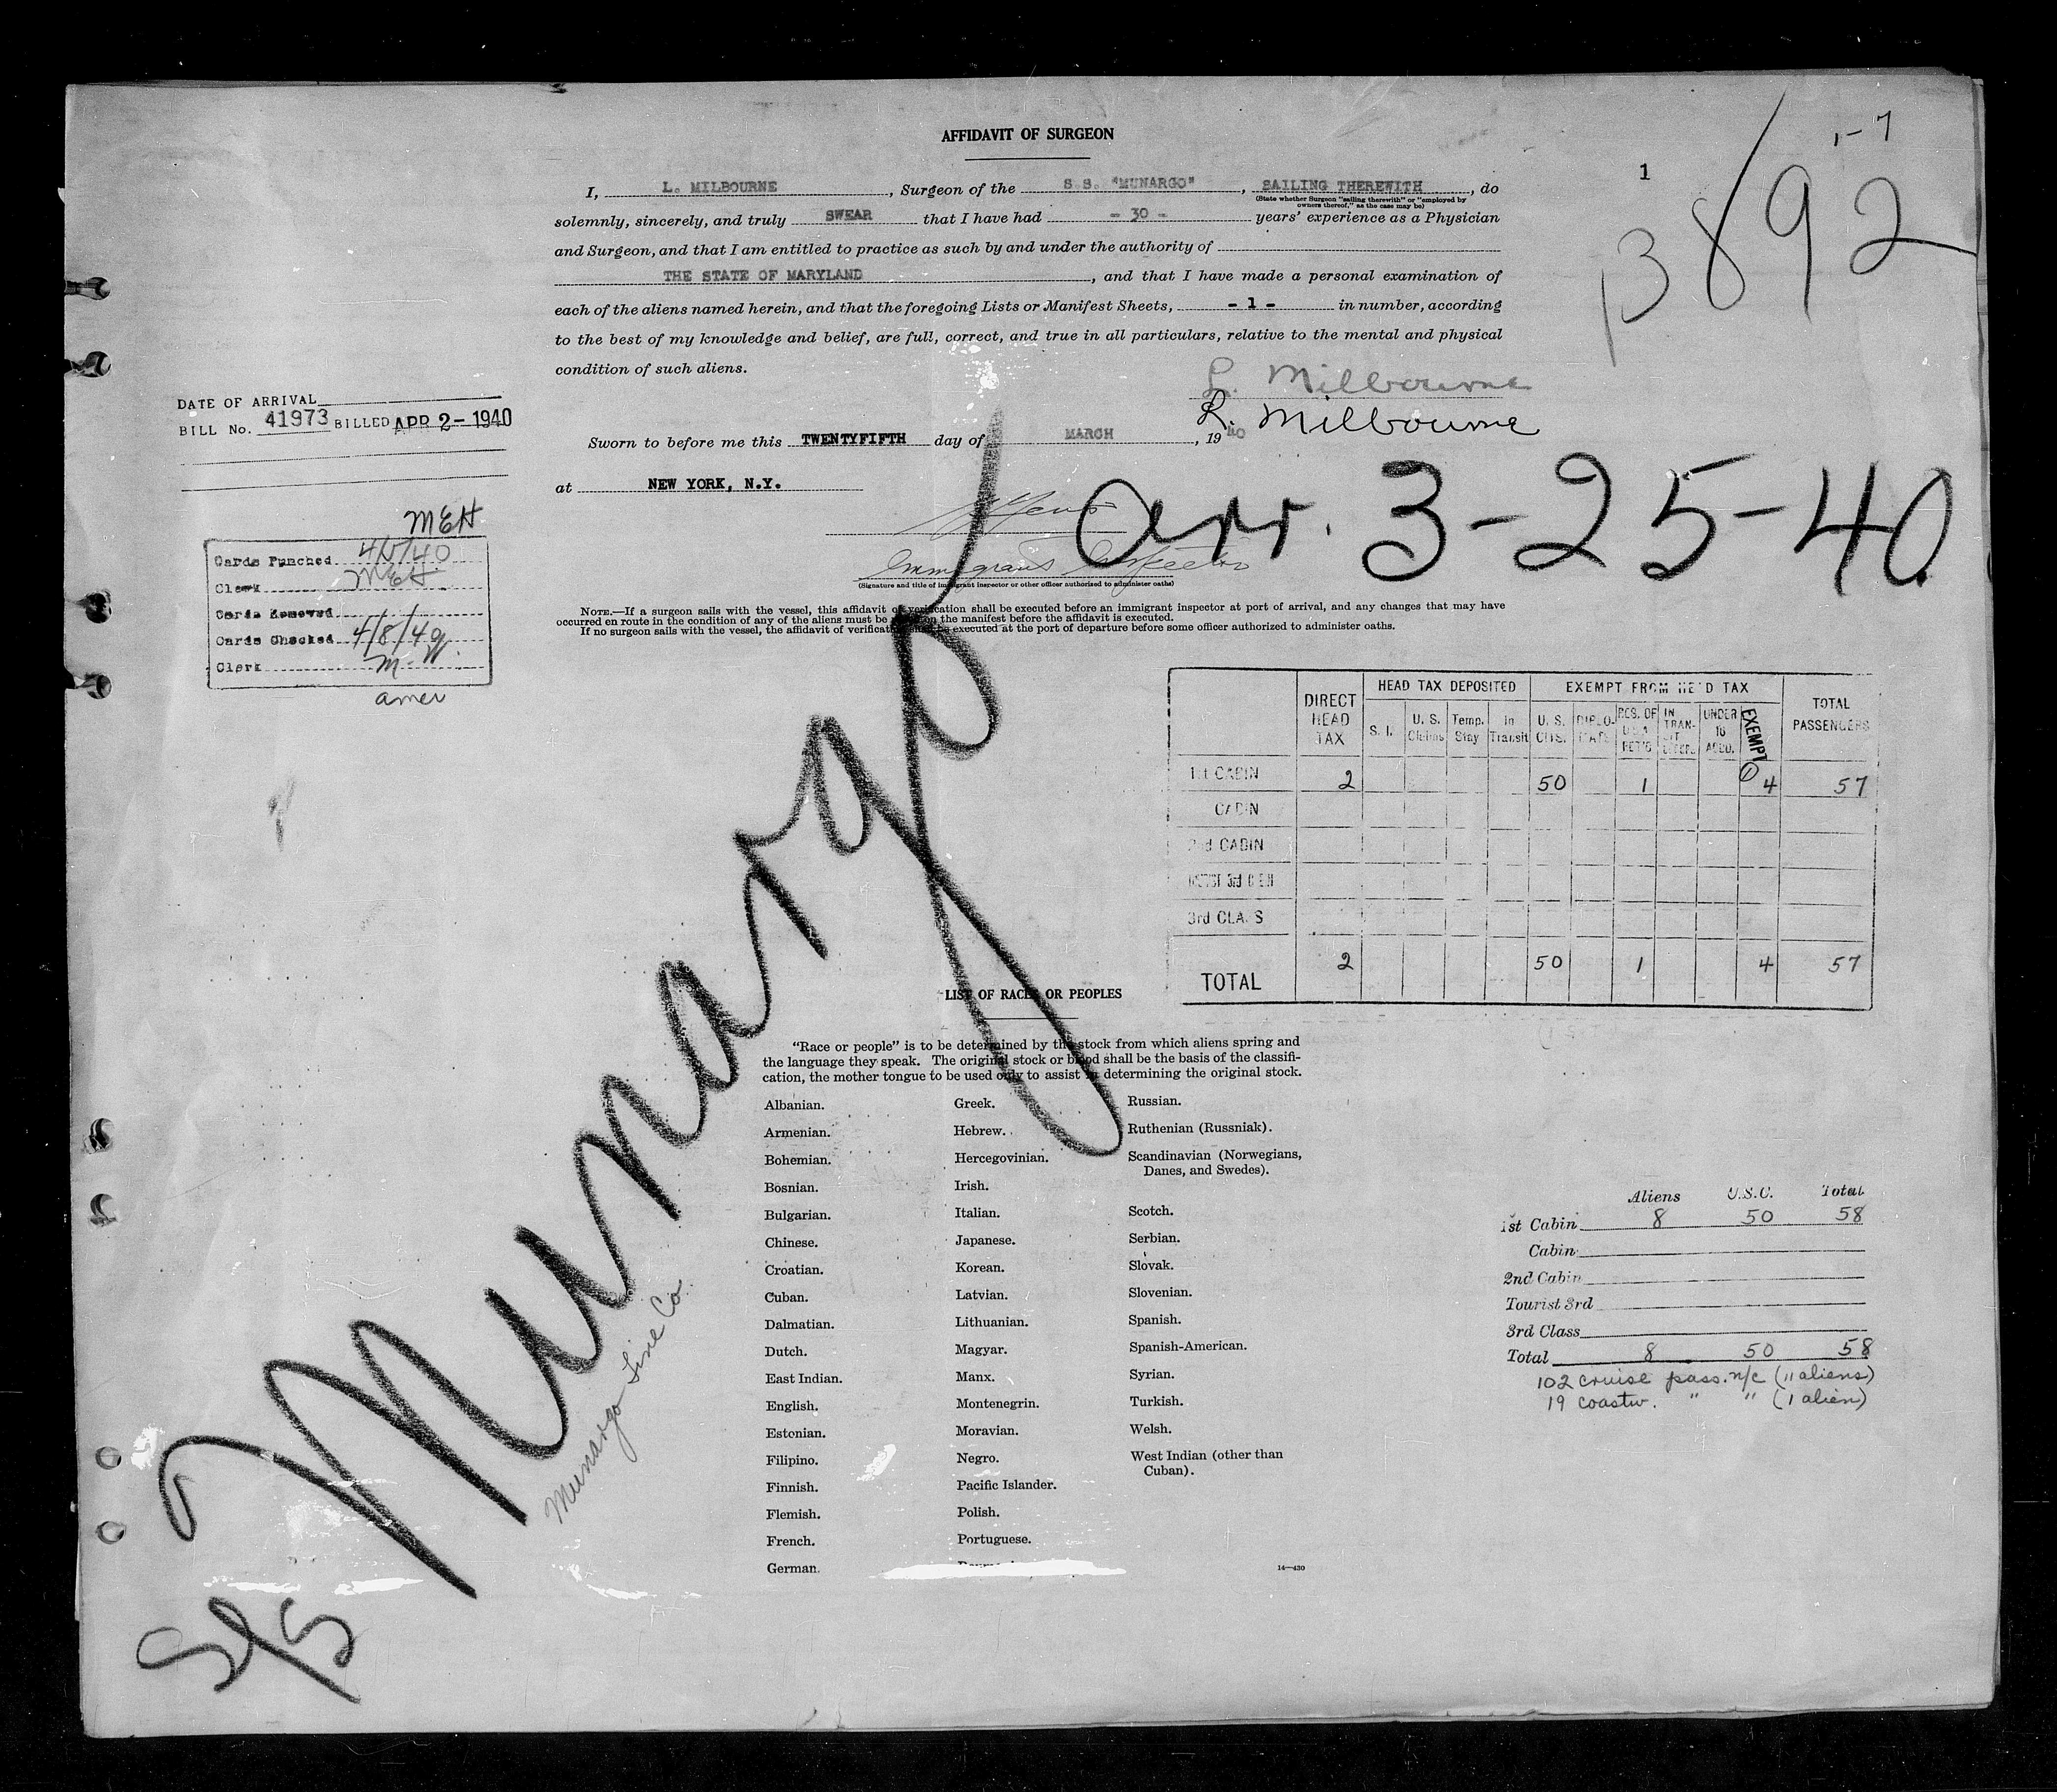 AFFIDAVIT OF SURGEON
1-7
1
3892
I, L. MILBOURNE, Surgeon of the S.S. "MUNARGO", SAILING THEREWITH, do
(State whether Surgeon "sailing therewith" or "employed by
owners thereof," as the case may be)
solemnly, sincerely, and truly SWEAR that I have had - 30 - years' experience as a Physician
and Surgeon, and that I am entitled to practice as such by and under the authority of
THE STATE OF MARYLAND, and that I have made a personal examination of
each of the aliens named herein, and that the foregoing Lists or Manifest Sheets, - 1 - in number, according
to the best of my knowledge and belief, are full, correct, and true in all particulars, relative to the mental and physical
condition of such aliens.
L. Milbourne
L. Milbourne
DATE OF ARRIVAL
BILL No. 41973 BILLED APR 2-1940
Sworn to before me this TWENTYFIFTH day of MARCH, 1940
at NEW YORK, N.Y.
arr. 3-25-40
Immigrant Inspector
(Signature and title of immigrant inspector or other officer authorized to administer oaths)
MEH
Cards Punched 4/5/40
Clerk MEH
Cards Removed
Cards Checked 4/8/40
Clerk M.W.
amer
NOTE.—If a surgeon sails with the vessel, this affidavit of verification shall be executed before an immigrant inspector at port of arrival, and any changes that may have
occurred en route in the condition of any of the aliens must be on the manifest before the affidavit is executed.
If no surgeon sails with the vessel, the affidavit of verification must be executed at the port of departure before some officer authorized to administer oaths.
DIRECT HEAD TAX HEAD TAX DEPOSITED EXEMPT FROM HEAD TAX TOTAL PASSENGERS
S. I. U. S. Claims Temp. Stay In Transit U. S. CITS. DIPLO-MATS RES. OF U.S.A. RET'G IN TRAN-SIT UNDER 16 ACCO. EXEMPT
1st CABIN 2 50 1 1 4 57
CABIN
2nd CABIN
TOURIST 3rd CABIN
3rd CLASS
TOTAL 2 50 1 4 57
Munargo
Munargo Line Co.
S/S
LIST OF RACES OR PEOPLES
"Race or people" is to be determined by the stock from which aliens spring and
the language they speak. The original stock or blood shall be the basis of the classifi-
cation, the mother tongue to be used only to assist in determining the original stock.
Albanian.
Armenian.
Bohemian.
Bosnian.
Bulgarian.
Chinese.
Croatian.
Cuban.
Dalmatian.
Dutch.
East Indian.
English.
Estonian.
Filipino.
Finnish.
Flemish.
French.
German.
Greek.
Hebrew.
Hercegovinian.
Irish.
Italian.
Japanese.
Korean.
Latvian.
Lithuanian.
Magyar.
Manx.
Montenegrin.
Moravian.
Negro.
Pacific Islander.
Polish.
Portuguese.
Russian.
Ruthenian (Russniak).
Scandinavian (Norwegians,
Danes, and Swedes).
Scotch.
Serbian.
Slovak.
Slovenian.
Spanish.
Spanish-American.
Syrian.
Turkish.
Welsh.
West Indian (other than
Cuban).
14—430
Aliens U.S.C. Total
1st Cabin 8 50 58
Cabin
2nd Cabin
Tourist 3rd
3rd Class
Total 8 50 58
102 cruise pass. n/c (11 aliens)
19 coastw. " " (1 alien)